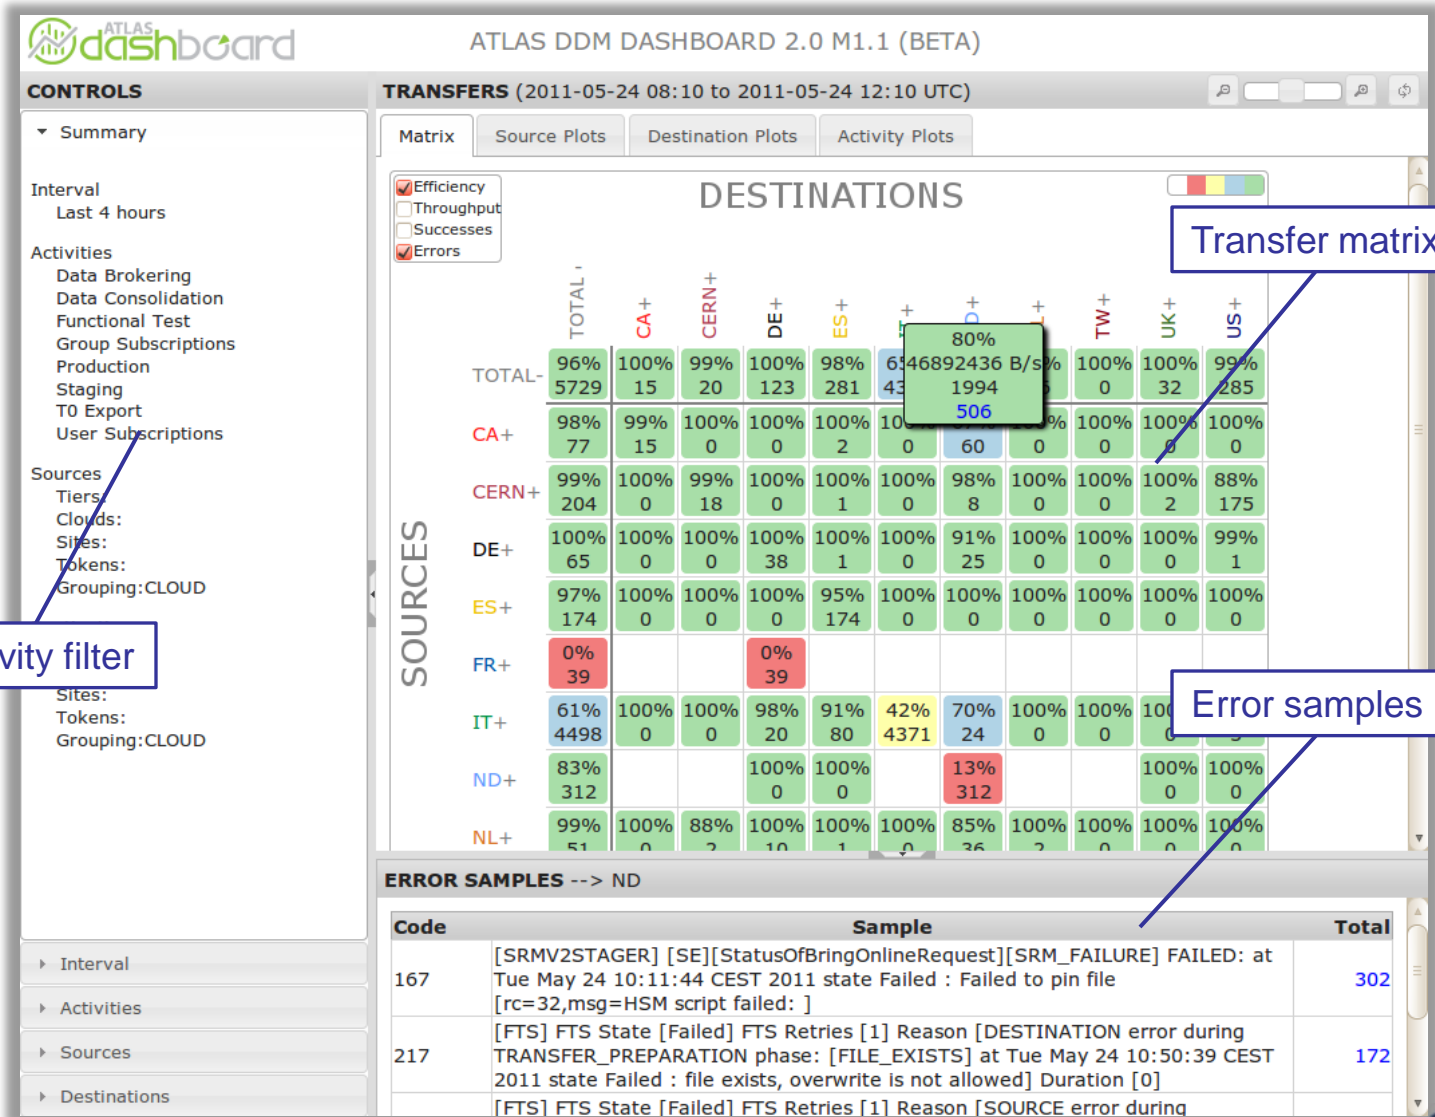 ATLAS
dashboard
ATLAS DDM DASHBOARD 2.0 M1.1 (BETA)
CONTROLS
TRANSFERS (2011-05-24 08:10 to 2011-05-24 12:10 UTC)
Summary
Interval
Last 4 hours
Activities
Data Brokering
Data Consolidation
Functional Test
Group Subscriptions
Production
Staging
T0 Export
User Subscriptions
Sources
Tiers:
Clouds:
Sites:
Tokens:
Grouping:CLOUD
vity filter
Sites:
Tokens:
Grouping:CLOUD
Interval
Activities
Sources
Destinations
Matrix Source Plots Destination Plots Activity Plots
Efficiency
Throughput
Successes
Errors
DESTINATIONS
Transfer matrix
TOTAL - CA+ CERN+ DE+ ES+ TW+ UK+ US+
80%
46892436 B/s
1994
506
SOURCES
TOTAL- 96% 100% 99% 100% 98% 100% 100% 99%
5729 15 20 123 281 0 32 285
CA+ 98% 99% 100% 100% 100% 100% 100% 100%
77 15 0 0 2 0 60 0 0 0 0
CERN+ 99% 100% 99% 100% 100% 100% 98% 100% 100% 100% 88%
204 0 18 0 1 0 8 0 0 2 175
DE+ 100% 100% 100% 100% 100% 100% 91% 100% 100% 100% 99%
65 0 0 38 1 0 25 0 0 0 1
ES+ 97% 100% 100% 100% 95% 100% 100% 100% 100% 100% 100%
174 0 0 0 174 0 0 0 0 0 0
FR+ 0% 0%
39 39
IT+ 61% 100% 100% 98% 91% 42% 70% 100% 100%
4498 0 0 20 80 4371 24 0 0
Error samples
ND+ 83% 100% 100% 13% 100% 100%
312 0 0 312 0 0
NL+ 99% 100% 88% 100% 100% 100% 85% 100% 100% 100% 100%
51 0 2 10 1 0 36 2 0 0 0
ERROR SAMPLES --> ND
Code Sample Total
167 [SRMV2STAGER] [SE][StatusOfBringOnlineRequest][SRM_FAILURE] FAILED: at
Tue May 24 10:11:44 CEST 2011 state Failed : Failed to pin file 302
[rc=32,msg=HSM script failed: ]
217 [FTS] FTS State [Failed] FTS Retries [1] Reason [DESTINATION error during
TRANSFER_PREPARATION phase: [FILE_EXISTS] at Tue May 24 10:50:39 CEST 172
2011 state Failed : file exists, overwrite is not allowed] Duration [0]
[FTS] FTS State [Failed] FTS Retries [1] Reason [SOURCE error during